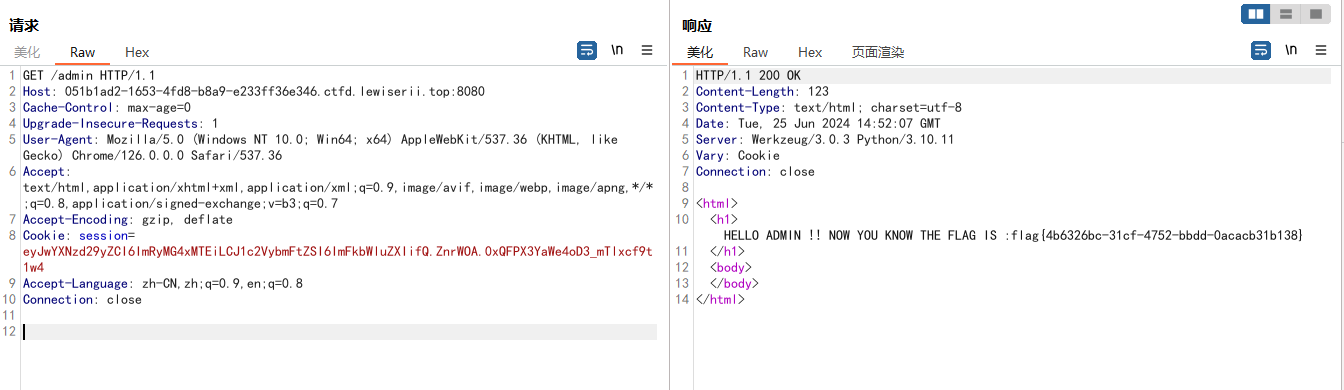 请求
美化 Raw Hex \n
1 GET /admin HTTP/1.1
2 Host: 051b1ad2-1653-4fd8-b8a9-e233ff36e346.ctfd.lewiserii.top:8080
3 Cache-Control: max-age=0
4 Upgrade-Insecure-Requests: 1
5 User-Agent: Mozilla/5.0 (Windows NT 10.0; Win64; x64) AppleWebKit/537.36 (KHTML, like
Gecko) Chrome/126.0.0.0 Safari/537.36
6 Accept:
text/html,application/xhtml+xml,application/xml;q=0.9,image/avif,image/webp,image/apng,*/*
;q=0.8,application/signed-exchange;v=b3;q=0.7
7 Accept-Encoding: gzip, deflate
8 Cookie: session=
eyJwYXNzd29yZCI6ImRyMG4xMTEiLCJ1c2VybmFtZSI6ImFkbWluZXIifQ.ZnrWOA.0xQFPX3YaWe4oD3_mTlxcf9t
1w4
9 Accept-Language: zh-CN,zh;q=0.9,en;q=0.8
10 Connection: close
11
12
响应
美化 Raw Hex 页面渲染 \n
1 HTTP/1.1 200 OK
2 Content-Length: 123
3 Content-Type: text/html; charset=utf-8
4 Date: Tue, 25 Jun 2024 14:52:07 GMT
5 Server: Werkzeug/3.0.3 Python/3.10.11
6 Vary: Cookie
7 Connection: close
8
9 <html>
10 <h1>
HELLO ADMIN !! NOW YOU KNOW THE FLAG IS :flag{4b6326bc-31cf-4752-bbdd-0acacb31b138}
11 </h1>
12 <body>
13 </body>
14 </html>